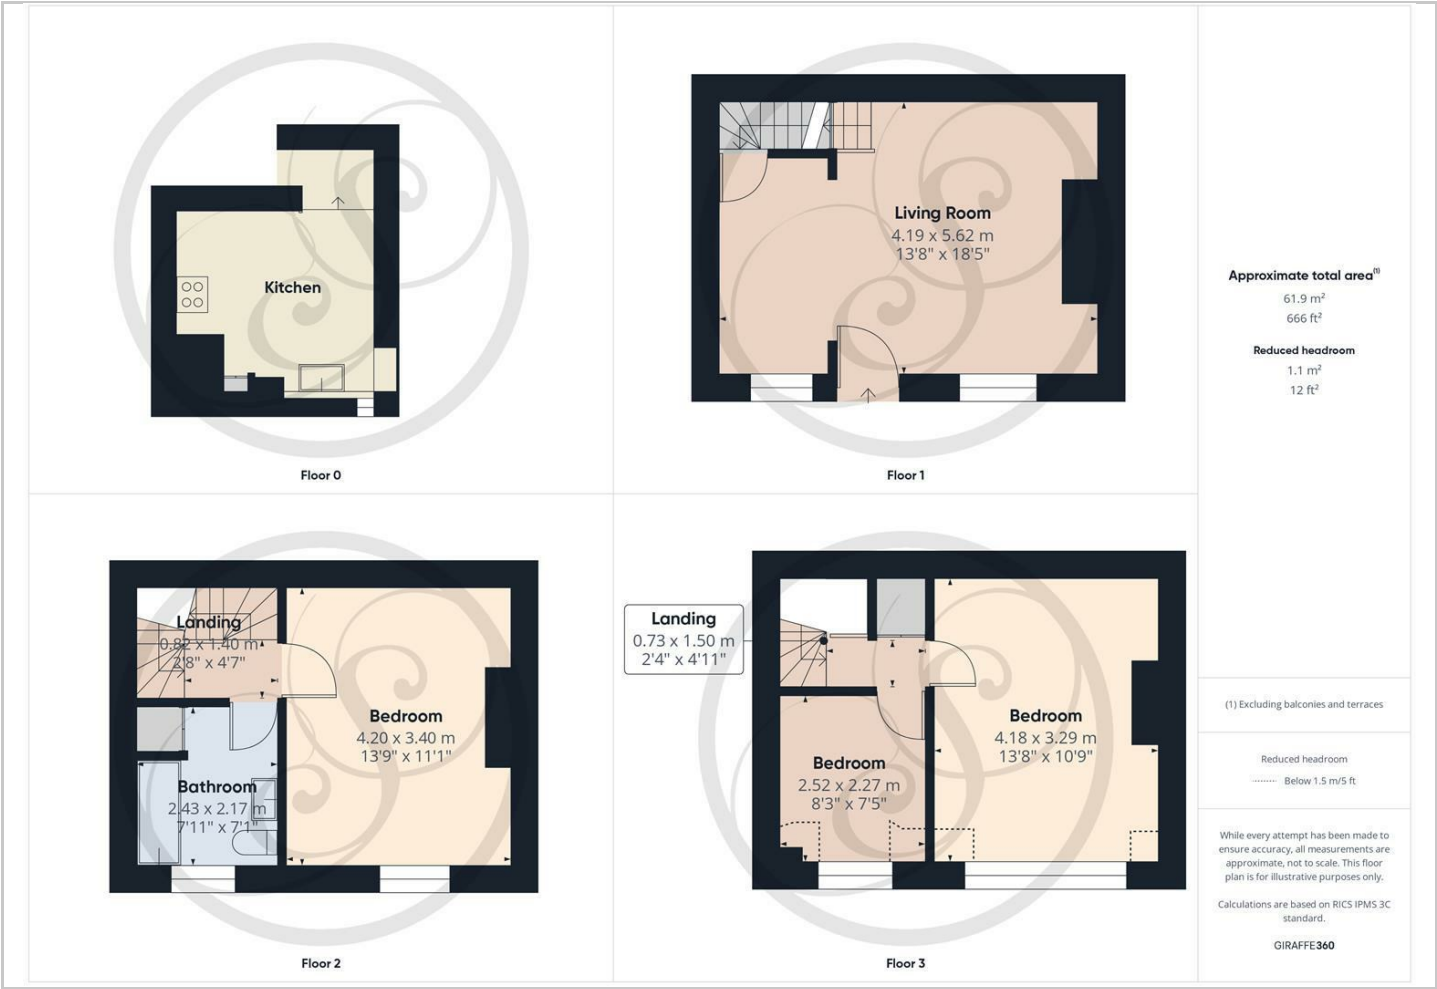 Kitchen
Floor 0
Living Room
4.19 x 5.62 m
13'8" x 18'5"
Floor 1
Landing
0.82 x 1.40 m
2'8" x 4'7"
Bedroom
4.20 x 3.40 m
13'9" x 11'1"
Bathroom
2.43 x 2.17 m
7'11" x 7'1"
Floor 2
Landing
0.73 x 1.50 m
2'4" x 4'11"
Bedroom
4.18 x 3.29 m
13'8" x 10'9"
Bedroom
2.52 x 2.27 m
8'3" x 7'5"
Floor 3
Approximate total area(1)
61.9 m²
666 ft²
Reduced headroom
1.1 m²
12 ft²
(1) Excluding balconies and terraces
Reduced headroom
Below 1.5 m/5 ft
While every attempt has been made to
ensure accuracy, all measurements are
approximate, not to scale. This floor
plan is for illustrative purposes only.
Calculations are based on RICS IPMS 3C
standard.
GIRAFFE360